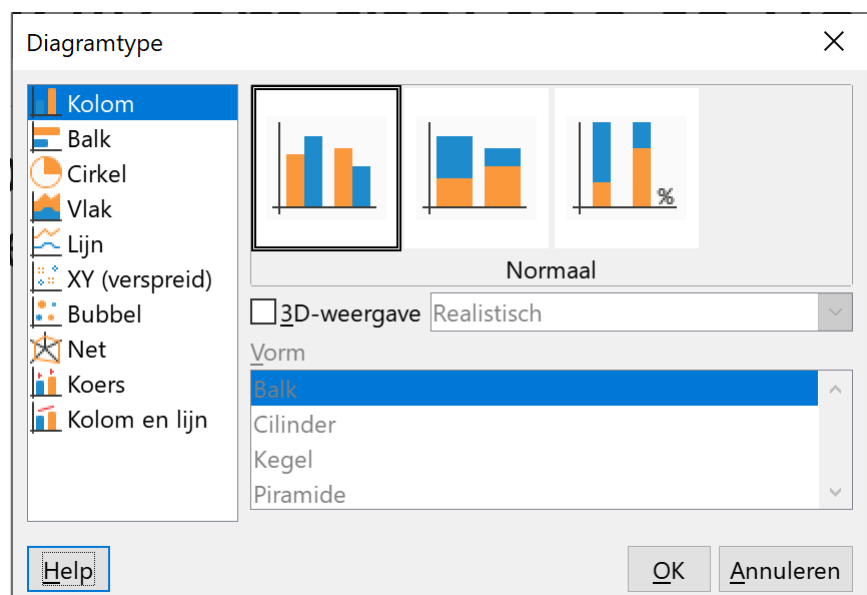 Diagramtype
Kolom
Balk
Cirkel
Vlak
Lijn
XY (verspreid)
Bubbel
Net
Koers
Kolom en lijn
%
Normaal
3D-weergave Realistisch
Vorm
Balk
Cilinder
Kegel
Piramide
Help
OK
Annuleren